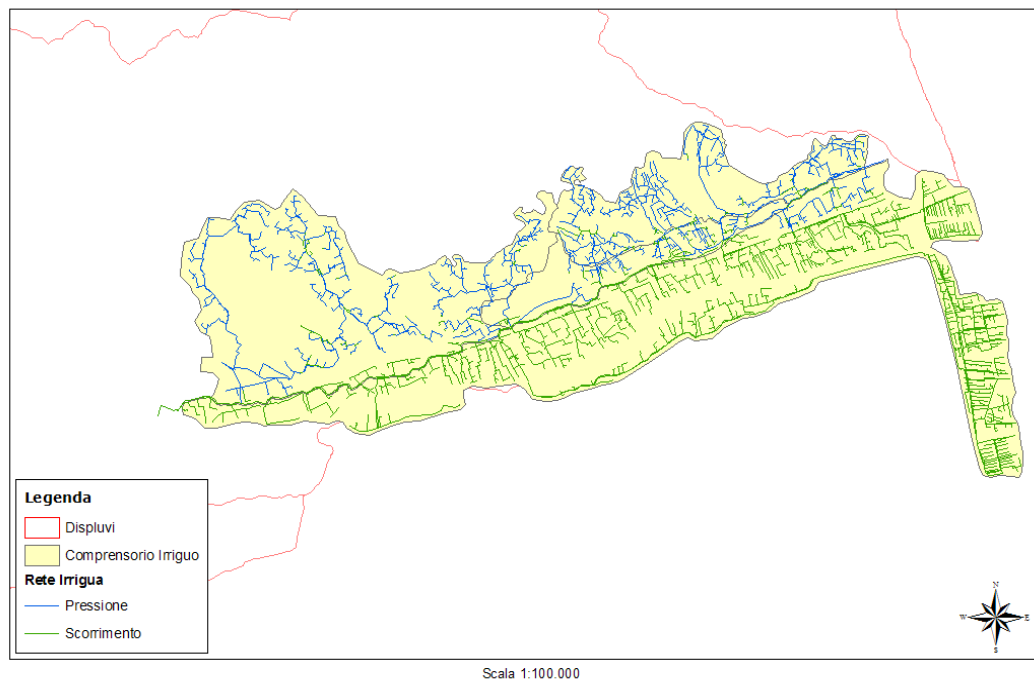 Legenda
Displuvi
Comprensorio Irriguo
Rete Irrigua
Pressione
Scorrimento
N
W E
S
Scala 1:100.000